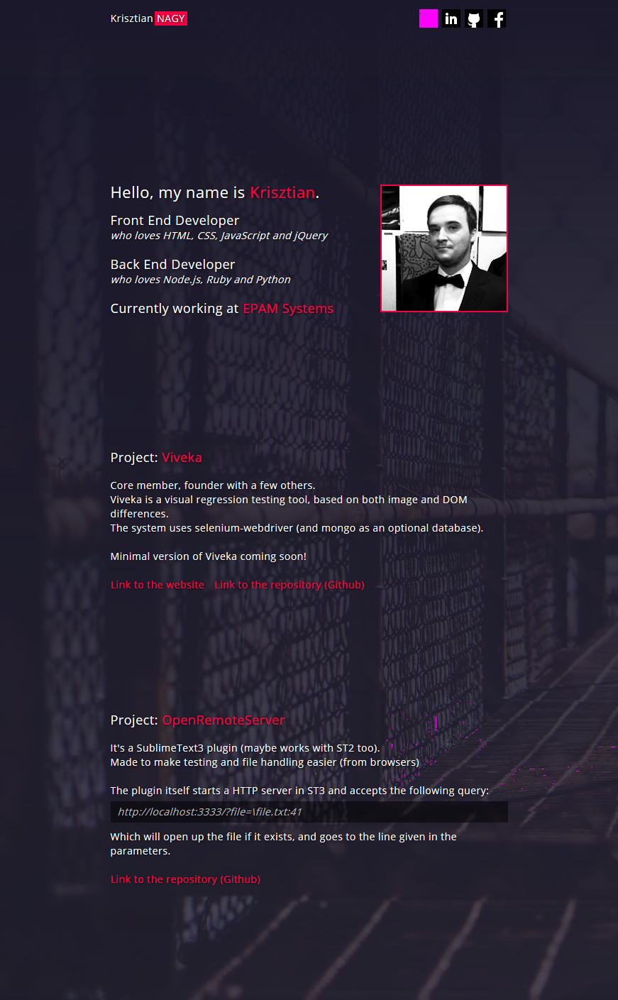 Krisztian NAGY
in
f
Hello, my name is Krisztian.
Front End Developer
who loves HTML, CSS, JavaScript and jQuery
Back End Developer
who loves Node.js, Ruby and Python
Currently working at EPAM Systems
Project: Viveka
Core member, founder with a few others.
Viveka is a visual regression testing tool, based on both image and DOM
differences.
The system uses selenium-webdriver (and mongo as an optional database).
Minimal version of Viveka coming soon!
Link to the website Link to the repository (Github)
Project: OpenRemoteServer
It's a SublimeText3 plugin (maybe works with ST2 too).
Made to make testing and file handling easier (from browsers)
The plugin itself starts a HTTP server in ST3 and accepts the following query:
http://localhost:3333/?file=\file.txt:41
Which will open up the file if it exists, and goes to the line given in the
parameters.
Link to the repository (Github)